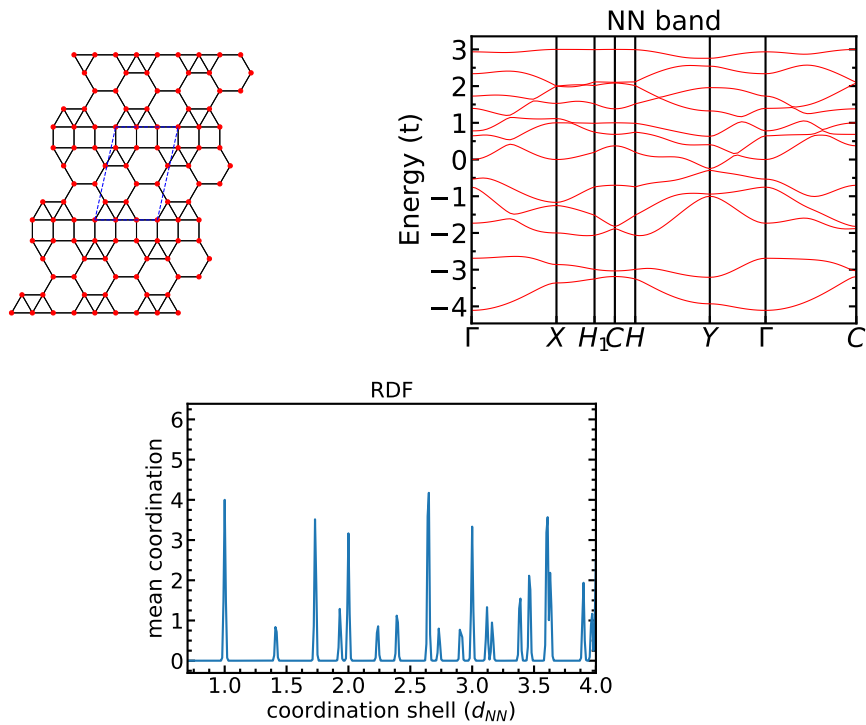 NN band
Energy (t)
3
2
1
0
−1
−2
−3
−4
Γ X H₁ C H Y Γ C
RDF
mean coordination
6
5
4
3
2
1
0
1.0 1.5 2.0 2.5 3.0 3.5 4.0
coordination shell (d_NN)